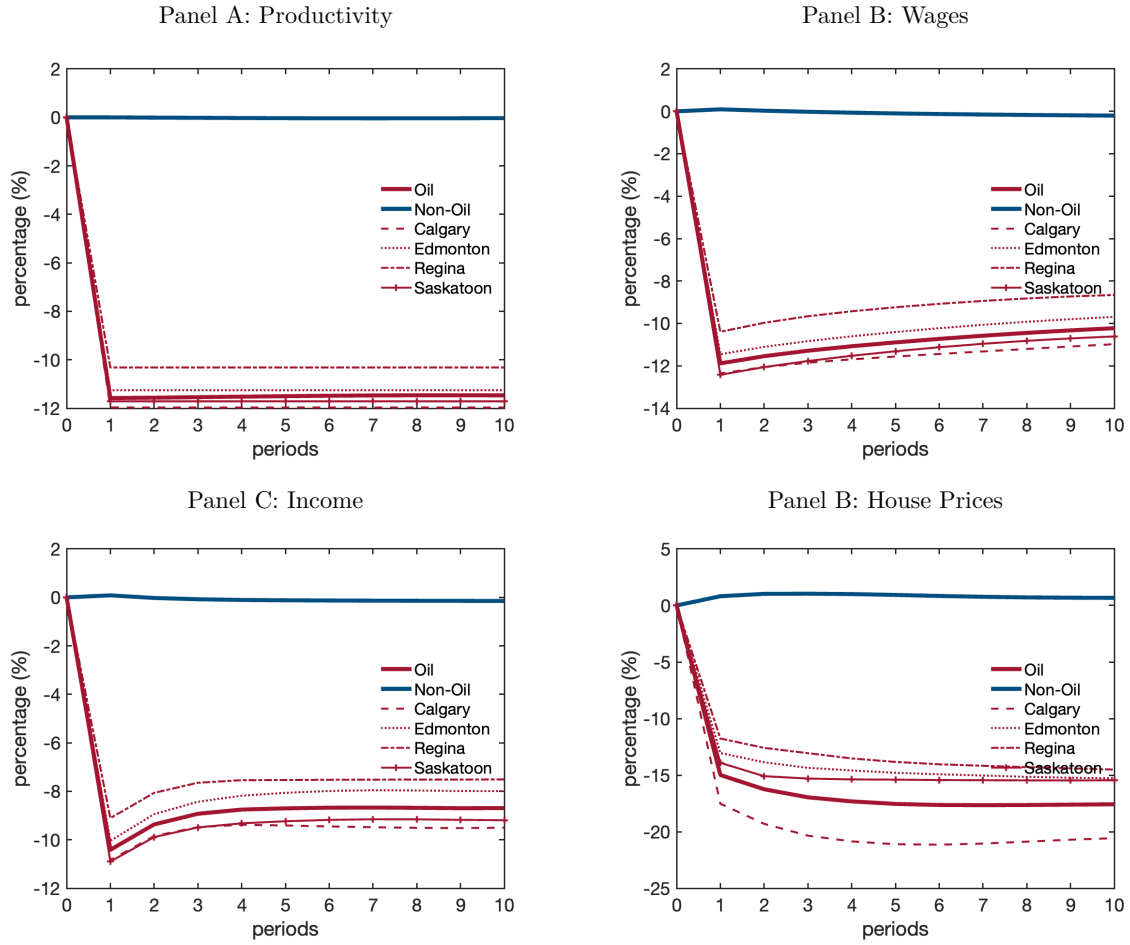 Panel A: Productivity
2
0
-2
-4
-6
-8
-10
-12
percentage (%)
Oil
Non-Oil
Calgary
Edmonton
Regina
Saskatoon
0 1 2 3 4 5 6 7 8 9 10
periods
Panel B: Wages
2
0
-2
-4
-6
-8
-10
-12
-14
percentage (%)
Oil
Non-Oil
Calgary
Edmonton
Regina
Saskatoon
0 1 2 3 4 5 6 7 8 9 10
periods
Panel C: Income
2
0
-2
-4
-6
-8
-10
-12
percentage (%)
Oil
Non-Oil
Calgary
Edmonton
Regina
Saskatoon
0 1 2 3 4 5 6 7 8 9 10
periods
Panel B: House Prices
5
0
-5
-10
-15
-20
-25
percentage (%)
Oil
Non-Oil
Calgary
Edmonton
Regina
Saskatoon
0 1 2 3 4 5 6 7 8 9 10
periods